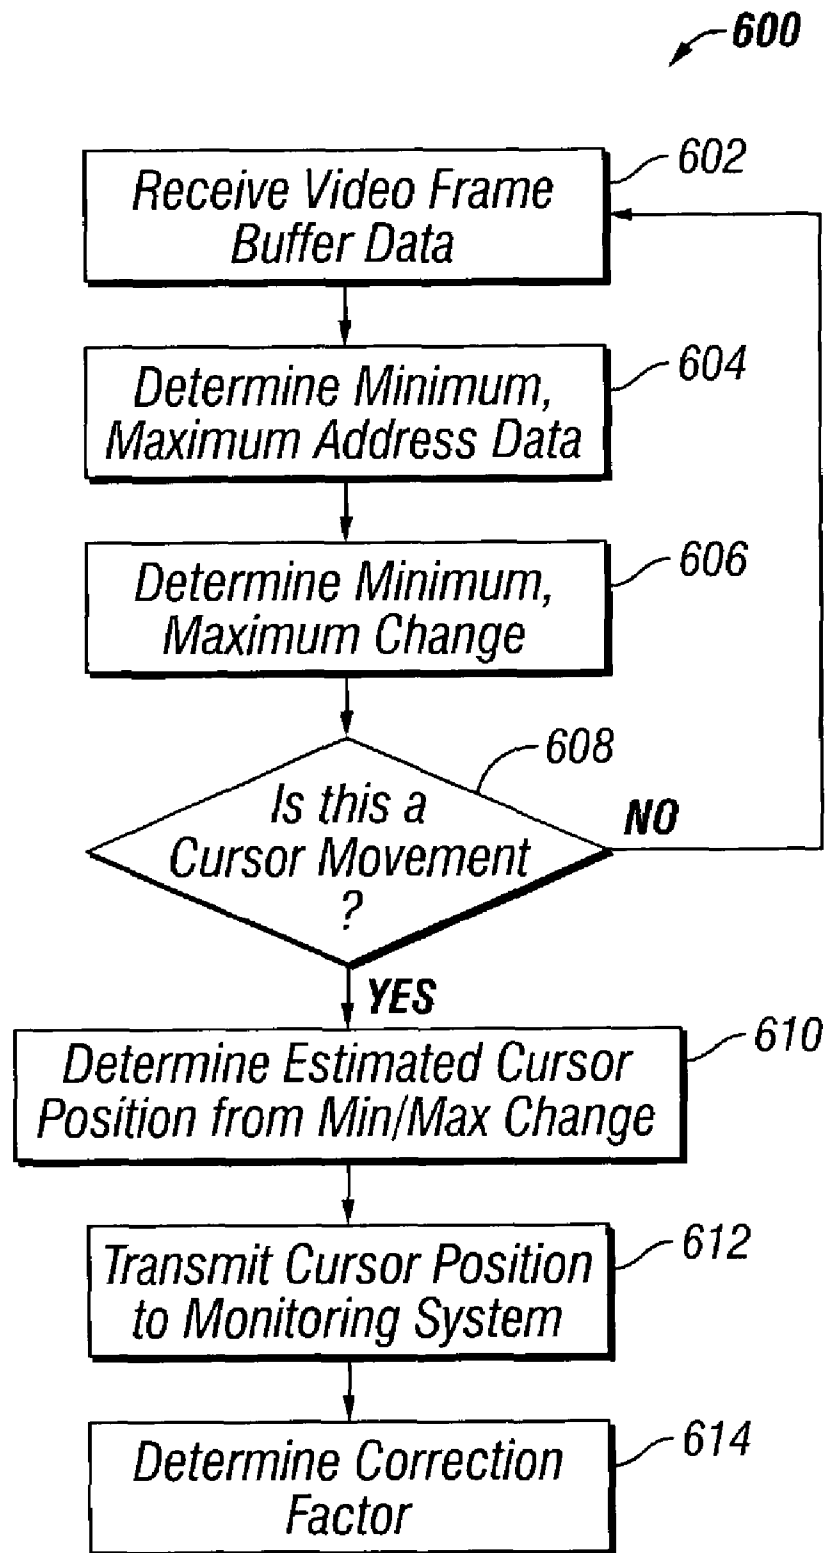 600
602
Receive Video Frame
Buffer Data
604
Determine Minimum,
Maximum Address Data
606
Determine Minimum,
Maximum Change
608
Is this a
Cursor Movement
?
NO
YES
610
Determine Estimated Cursor
Position from Min/Max Change
612
Transmit Cursor Position
to Monitoring System
614
Determine Correction
Factor